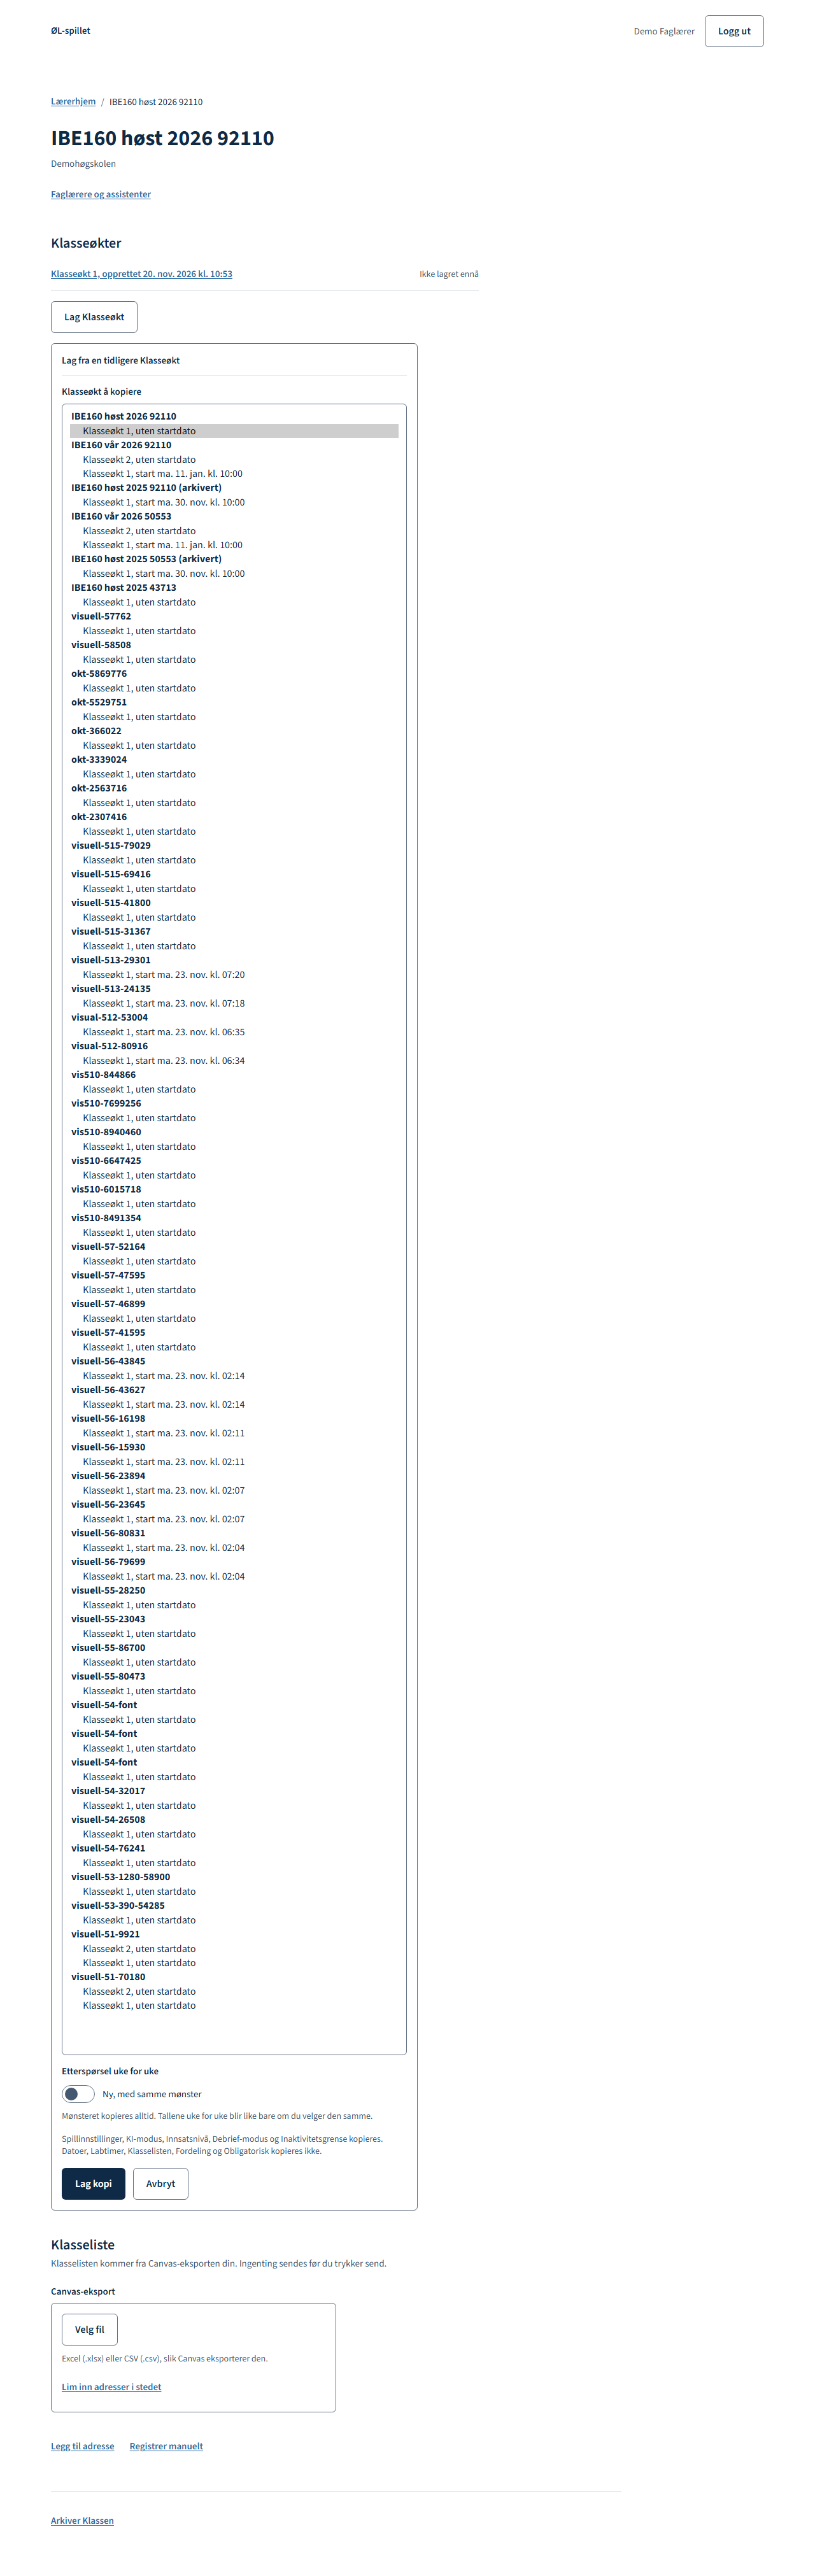 ØL-spillet
Demo Faglærer
Logg ut
Lærerhjem / IBE160 høst 2026 92110
IBE160 høst 2026 92110
Demohøgskolen
Faglærere og assistenter
Klasseøkter
Klasseøkt 1, opprettet 20. nov. 2026 kl. 10:53
Ikke lagret ennå
Lag Klasseøkt
Lag fra en tidligere Klasseøkt
Klasseøkt å kopiere
IBE160 høst 2026 92110
Klasseøkt 1, uten startdato
IBE160 vår 2026 92110
Klasseøkt 2, uten startdato
Klasseøkt 1, start ma. 11. jan. kl. 10:00
IBE160 høst 2025 92110 (arkivert)
Klasseøkt 1, start ma. 30. nov. kl. 10:00
IBE160 vår 2026 50553
Klasseøkt 2, uten startdato
Klasseøkt 1, start ma. 11. jan. kl. 10:00
IBE160 høst 2025 50553 (arkivert)
Klasseøkt 1, start ma. 30. nov. kl. 10:00
IBE160 høst 2025 43713
Klasseøkt 1, uten startdato
visuell-57762
Klasseøkt 1, uten startdato
visuell-58508
Klasseøkt 1, uten startdato
okt-5869776
Klasseøkt 1, uten startdato
okt-5529751
Klasseøkt 1, uten startdato
okt-366022
Klasseøkt 1, uten startdato
okt-3339024
Klasseøkt 1, uten startdato
okt-2563716
Klasseøkt 1, uten startdato
okt-2307416
Klasseøkt 1, uten startdato
visuell-515-79029
Klasseøkt 1, uten startdato
visuell-515-69416
Klasseøkt 1, uten startdato
visuell-515-41800
Klasseøkt 1, uten startdato
visuell-515-31367
Klasseøkt 1, uten startdato
visuell-513-29301
Klasseøkt 1, start ma. 23. nov. kl. 07:20
visuell-513-24135
Klasseøkt 1, start ma. 23. nov. kl. 07:18
visual-512-53004
Klasseøkt 1, start ma. 23. nov. kl. 06:35
visual-512-80916
Klasseøkt 1, start ma. 23. nov. kl. 06:34
vis510-844866
Klasseøkt 1, uten startdato
vis510-7699256
Klasseøkt 1, uten startdato
vis510-8940460
Klasseøkt 1, uten startdato
vis510-6647425
Klasseøkt 1, uten startdato
vis510-6015718
Klasseøkt 1, uten startdato
vis510-8491354
Klasseøkt 1, uten startdato
visuell-57-52164
Klasseøkt 1, uten startdato
visuell-57-47595
Klasseøkt 1, uten startdato
visuell-57-46899
Klasseøkt 1, uten startdato
visuell-57-41595
Klasseøkt 1, uten startdato
visuell-56-43845
Klasseøkt 1, start ma. 23. nov. kl. 02:14
visuell-56-43627
Klasseøkt 1, start ma. 23. nov. kl. 02:14
visuell-56-16198
Klasseøkt 1, start ma. 23. nov. kl. 02:11
visuell-56-15930
Klasseøkt 1, start ma. 23. nov. kl. 02:11
visuell-56-23894
Klasseøkt 1, start ma. 23. nov. kl. 02:07
visuell-56-23645
Klasseøkt 1, start ma. 23. nov. kl. 02:07
visuell-56-80831
Klasseøkt 1, start ma. 23. nov. kl. 02:04
visuell-56-79699
Klasseøkt 1, start ma. 23. nov. kl. 02:04
visuell-55-28250
Klasseøkt 1, uten startdato
visuell-55-23043
Klasseøkt 1, uten startdato
visuell-55-86700
Klasseøkt 1, uten startdato
visuell-55-80473
Klasseøkt 1, uten startdato
visuell-54-font
Klasseøkt 1, uten startdato
visuell-54-font
Klasseøkt 1, uten startdato
visuell-54-font
Klasseøkt 1, uten startdato
visuell-54-32017
Klasseøkt 1, uten startdato
visuell-54-26508
Klasseøkt 1, uten startdato
visuell-54-76241
Klasseøkt 1, uten startdato
visuell-53-1280-58900
Klasseøkt 1, uten startdato
visuell-53-390-54285
Klasseøkt 1, uten startdato
visuell-51-9921
Klasseøkt 2, uten startdato
Klasseøkt 1, uten startdato
visuell-51-70180
Klasseøkt 2, uten startdato
Klasseøkt 1, uten startdato
Etterspørsel uke for uke
Ny, med samme mønster
Mønsteret kopieres alltid. Tallene uke for uke blir like bare om du velger den samme.
Spillinnstillinger, KI-modus, Innsatsnivå, Debrief-modus og Inaktivitetsgrense kopieres.
Datoer, Labtimer, Klasselisten, Fordeling og Obligatorisk kopieres ikke.
Lag kopi
Avbryt
Klasseliste
Klasselisten kommer fra Canvas-eksporten din. Ingenting sendes før du trykker send.
Canvas-eksport
Velg fil
Excel (.xlsx) eller CSV (.csv), slik Canvas eksporterer den.
Lim inn adresser i stedet
Legg til adresse
Registrer manuelt
Arkiver Klassen